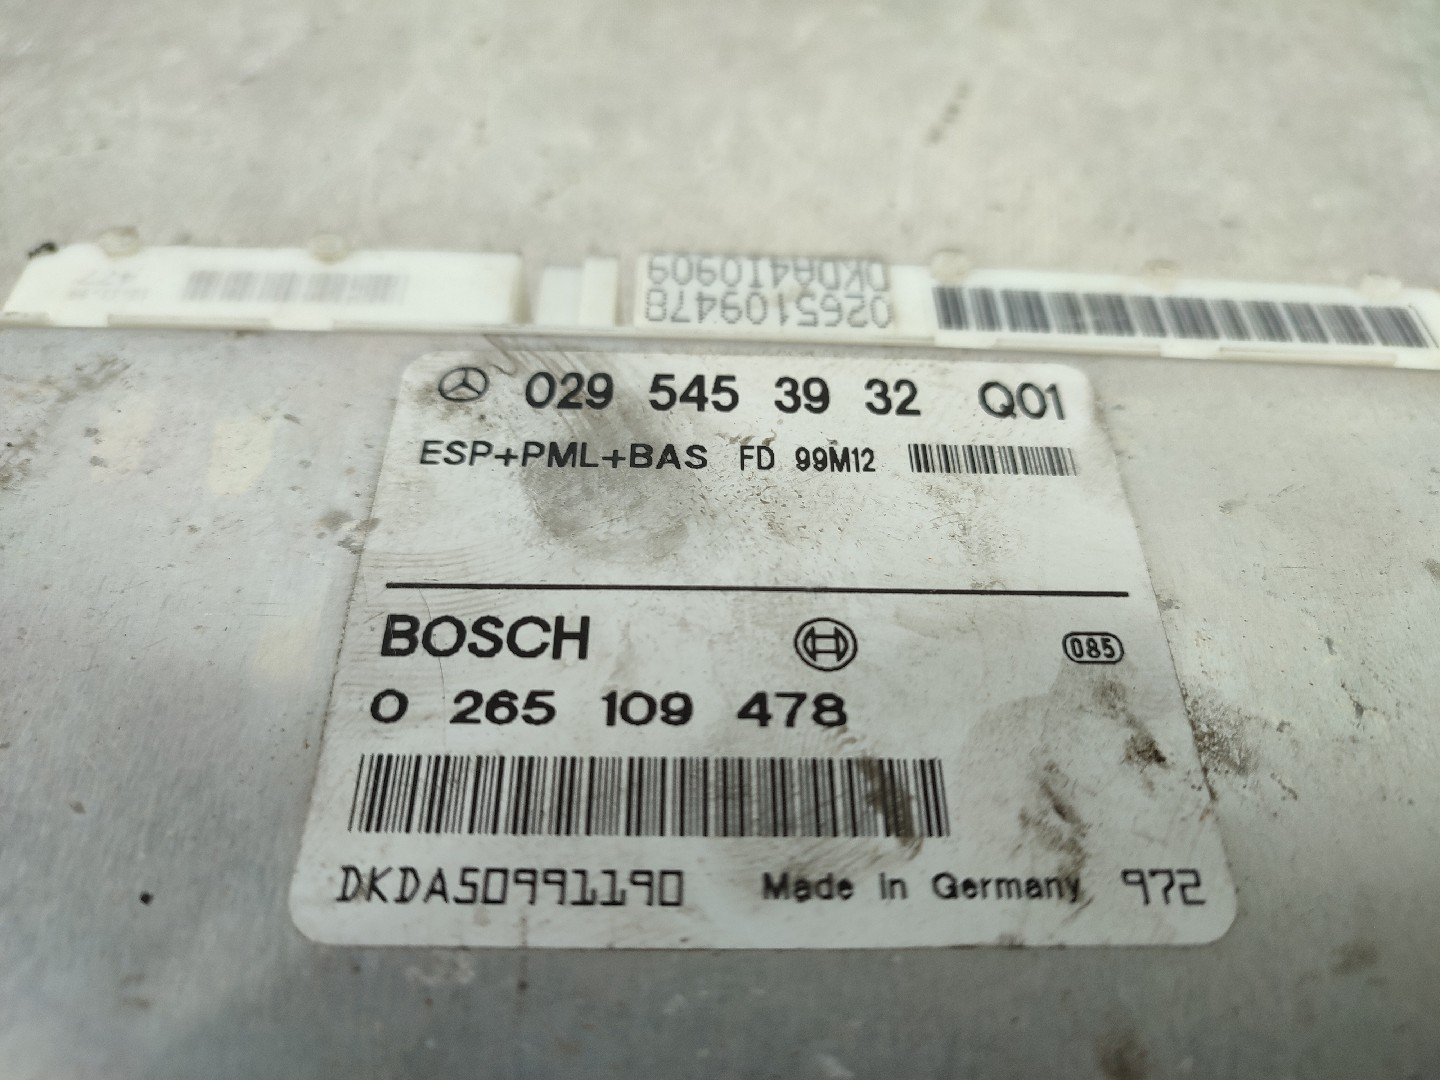 DKDA410909
0265109478
029 545 39 32 Q01
ESP+PML+BAS FD 99M12
BOSCH
085
0 265 109 478
DKDA50991190 Made in Germany 972